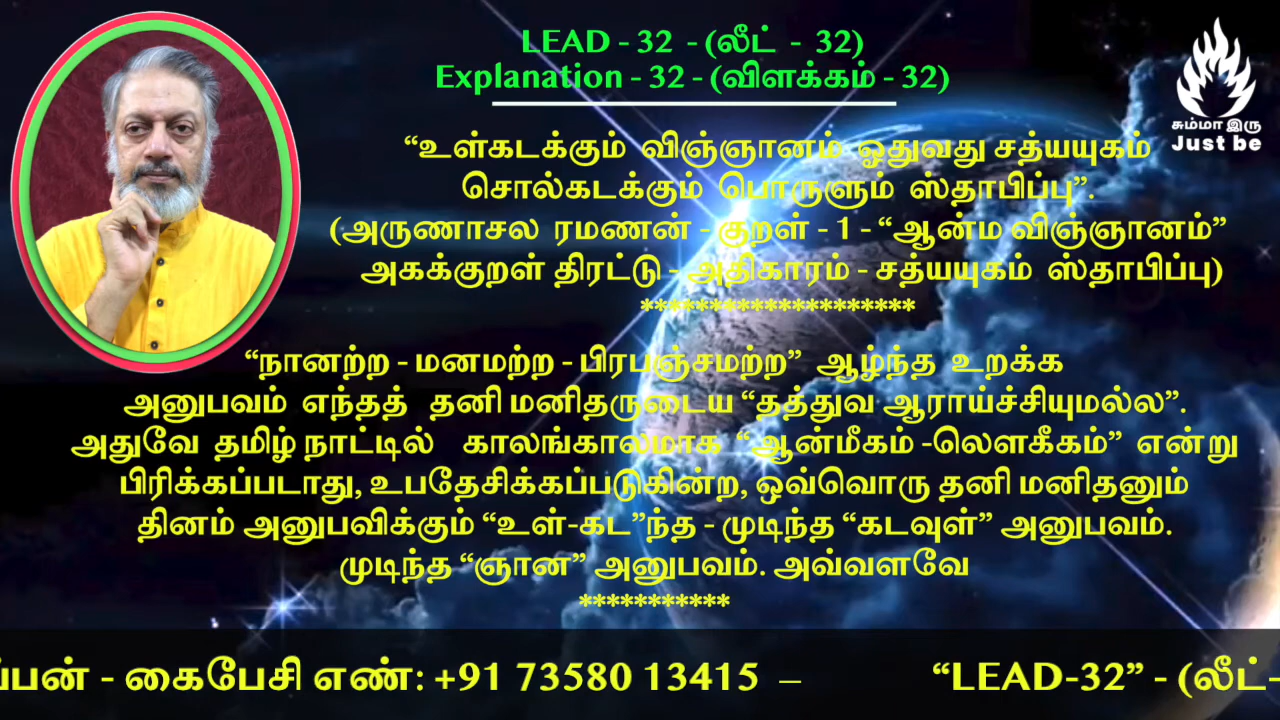 LEAD - 32 - (லீட் - 32)
Explanation - 32 - (விளக்கம் - 32)
சும்மா இரு
Just be
“உள்கடக்கும் விஞ்ஞானம் ஓதுவது சத்யயுகம்
சொல்கடக்கும் பொருளும் ஸ்தாபிப்பு”.
(அருணாசல ரமணன் - குறள் - 1 - “ஆன்ம விஞ்ஞானம்”
அகக்குறள் திரட்டு - அதிகாரம் - சத்யயுகம் ஸ்தாபிப்பு)
********************
“நானற்ற - மனமற்ற - பிரபஞ்சமற்ற” ஆழ்ந்த உறக்க
அனுபவம் எந்தத் தனி மனிதருடைய “தத்துவ ஆராய்ச்சியுமல்ல”.
அதுவே தமிழ் நாட்டில் காலங்காலமாக “ஆன்மீகம் -லௌகீகம்” என்று
பிரிக்கப்படாது, உபதேசிக்கப்படுகின்ற, ஒவ்வொரு தனி மனிதனும்
தினம் அனுபவிக்கும் “உள்-கட”ந்த - முடிந்த “கடவுள்” அனுபவம்.
முடிந்த “ஞான” அனுபவம். அவ்வளவே
***********
ப்பன் - கைபேசி எண்: +91 73580 13415 – “LEAD-32” - (லீட்-